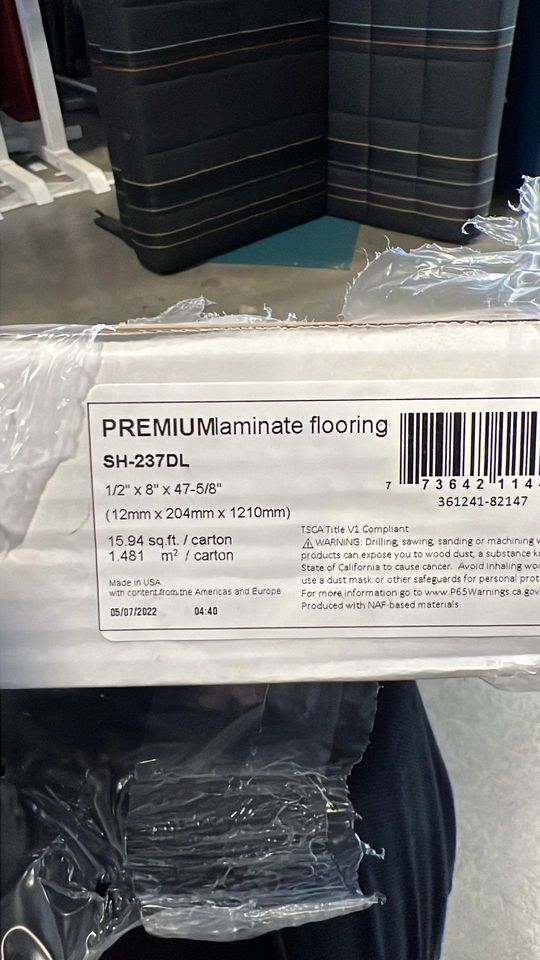 PREMIUMlaminate flooring
SH-237DL
1/2" x 8" x 47-5/8"
(12mm x 204mm x 1210mm)
15.94 sq.ft. / carton
1.481 m² / carton
Made in USA
with content from the Americas and Europe
05/07/2022 04:40
7 73642 114
361241-82147
TSCA Title VI Compliant
⚠ WARNING: Drilling, sawing, sanding or machining
products can expose you to wood dust, a substance
State of California to cause cancer. Avoid inhaling
use a dust mask or other safeguards for personal
For more information go to www.P65Warnings.ca.gov
Produced with NAF-based materials